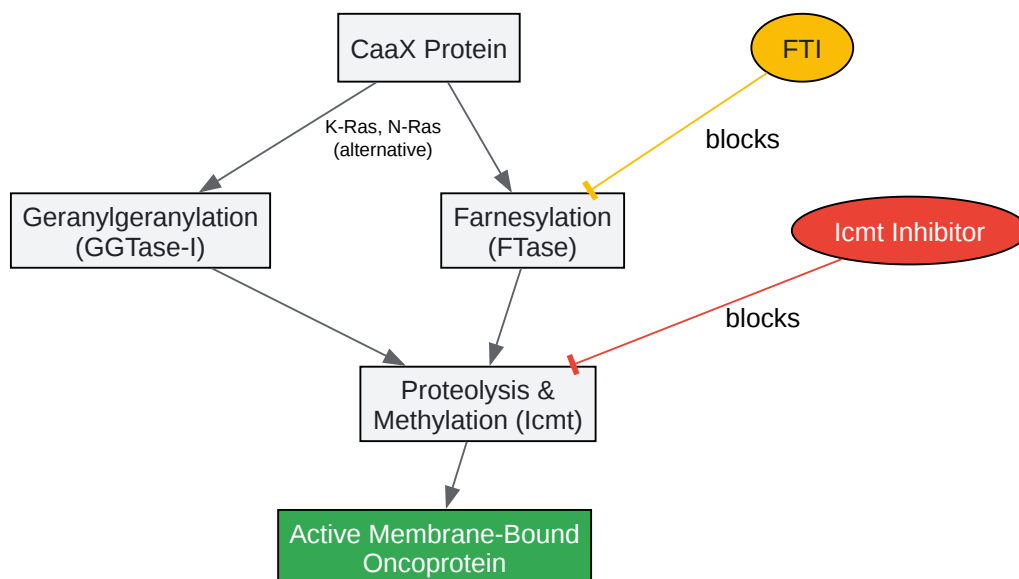 CaaX Protein
FTI
K-Ras, N-Ras
(alternative)
blocks
Geranylgeranylation
(GGTase-I)
Farnesylation
(FTase)
Icmt Inhibitor
blocks
Proteolysis &
Methylation (Icmt)
Active Membrane-Bound
Oncoprotein